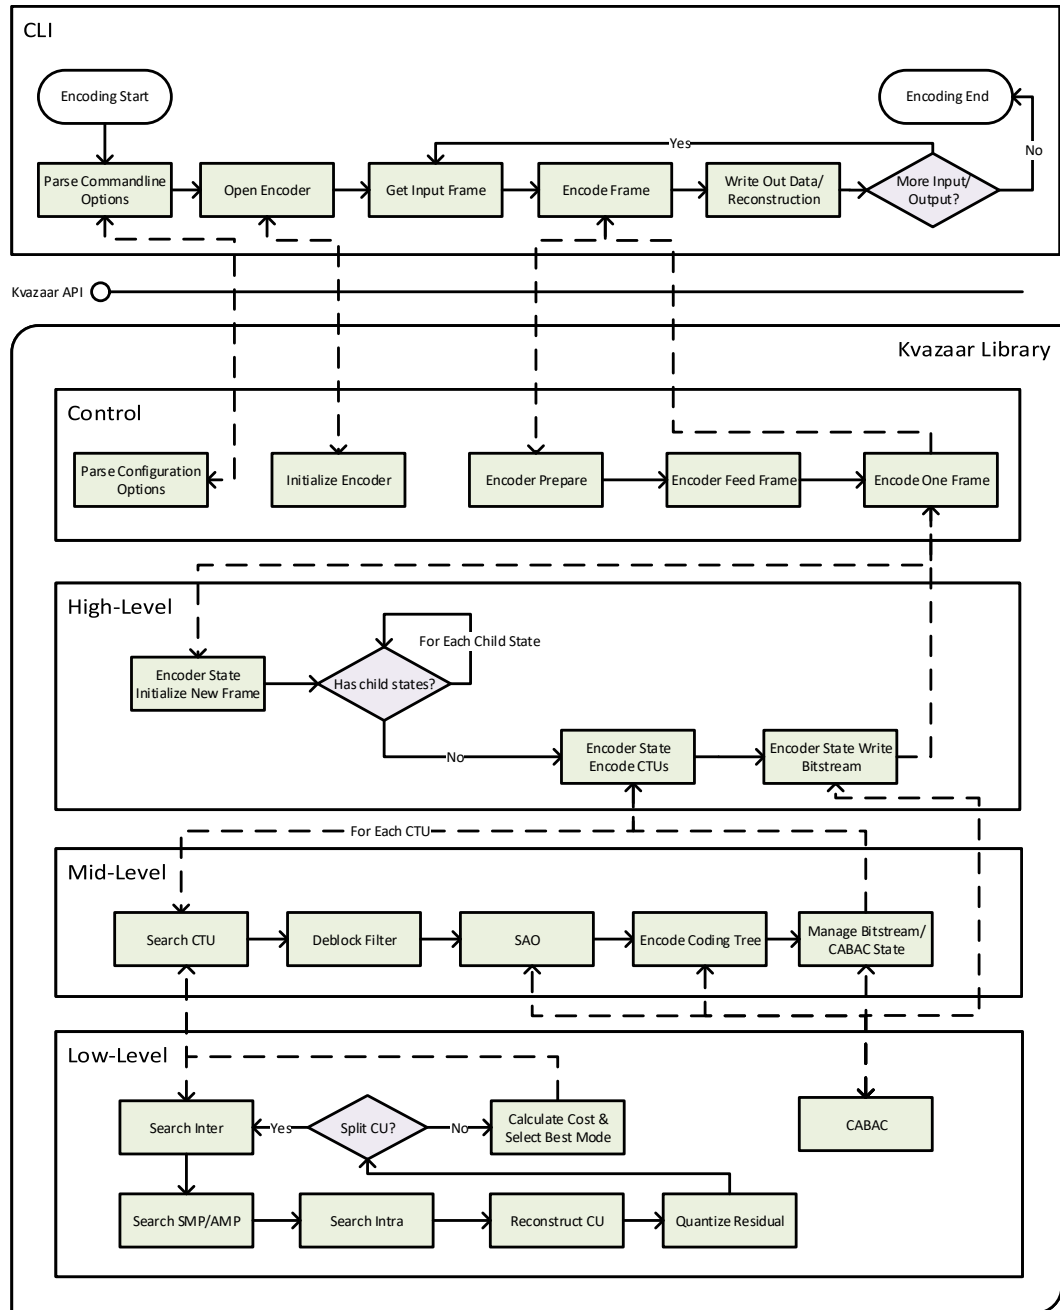 CLI
Encoding Start
Encoding End
Yes
No
Parse Commandline
Options
Open Encoder
Get Input Frame
Encode Frame
Write Out Data/
Reconstruction
More Input/
Output?
Kvazaar API
Kvazaar Library
Control
Parse Configuration
Options
Initialize Encoder
Encoder Prepare
Encoder Feed Frame
Encode One Frame
High-Level
For Each Child State
Encoder State
Initialize New Frame
Has child states?
No
Encoder State
Encode CTUs
Encoder State Write
Bitstream
For Each CTU
Mid-Level
Search CTU
Deblock Filter
SAO
Encode Coding Tree
Manage Bitstream/
CABAC State
Low-Level
Search Inter
Yes
Split CU?
No
Calculate Cost &
Select Best Mode
CABAC
Search SMP/AMP
Search Intra
Reconstruct CU
Quantize Residual